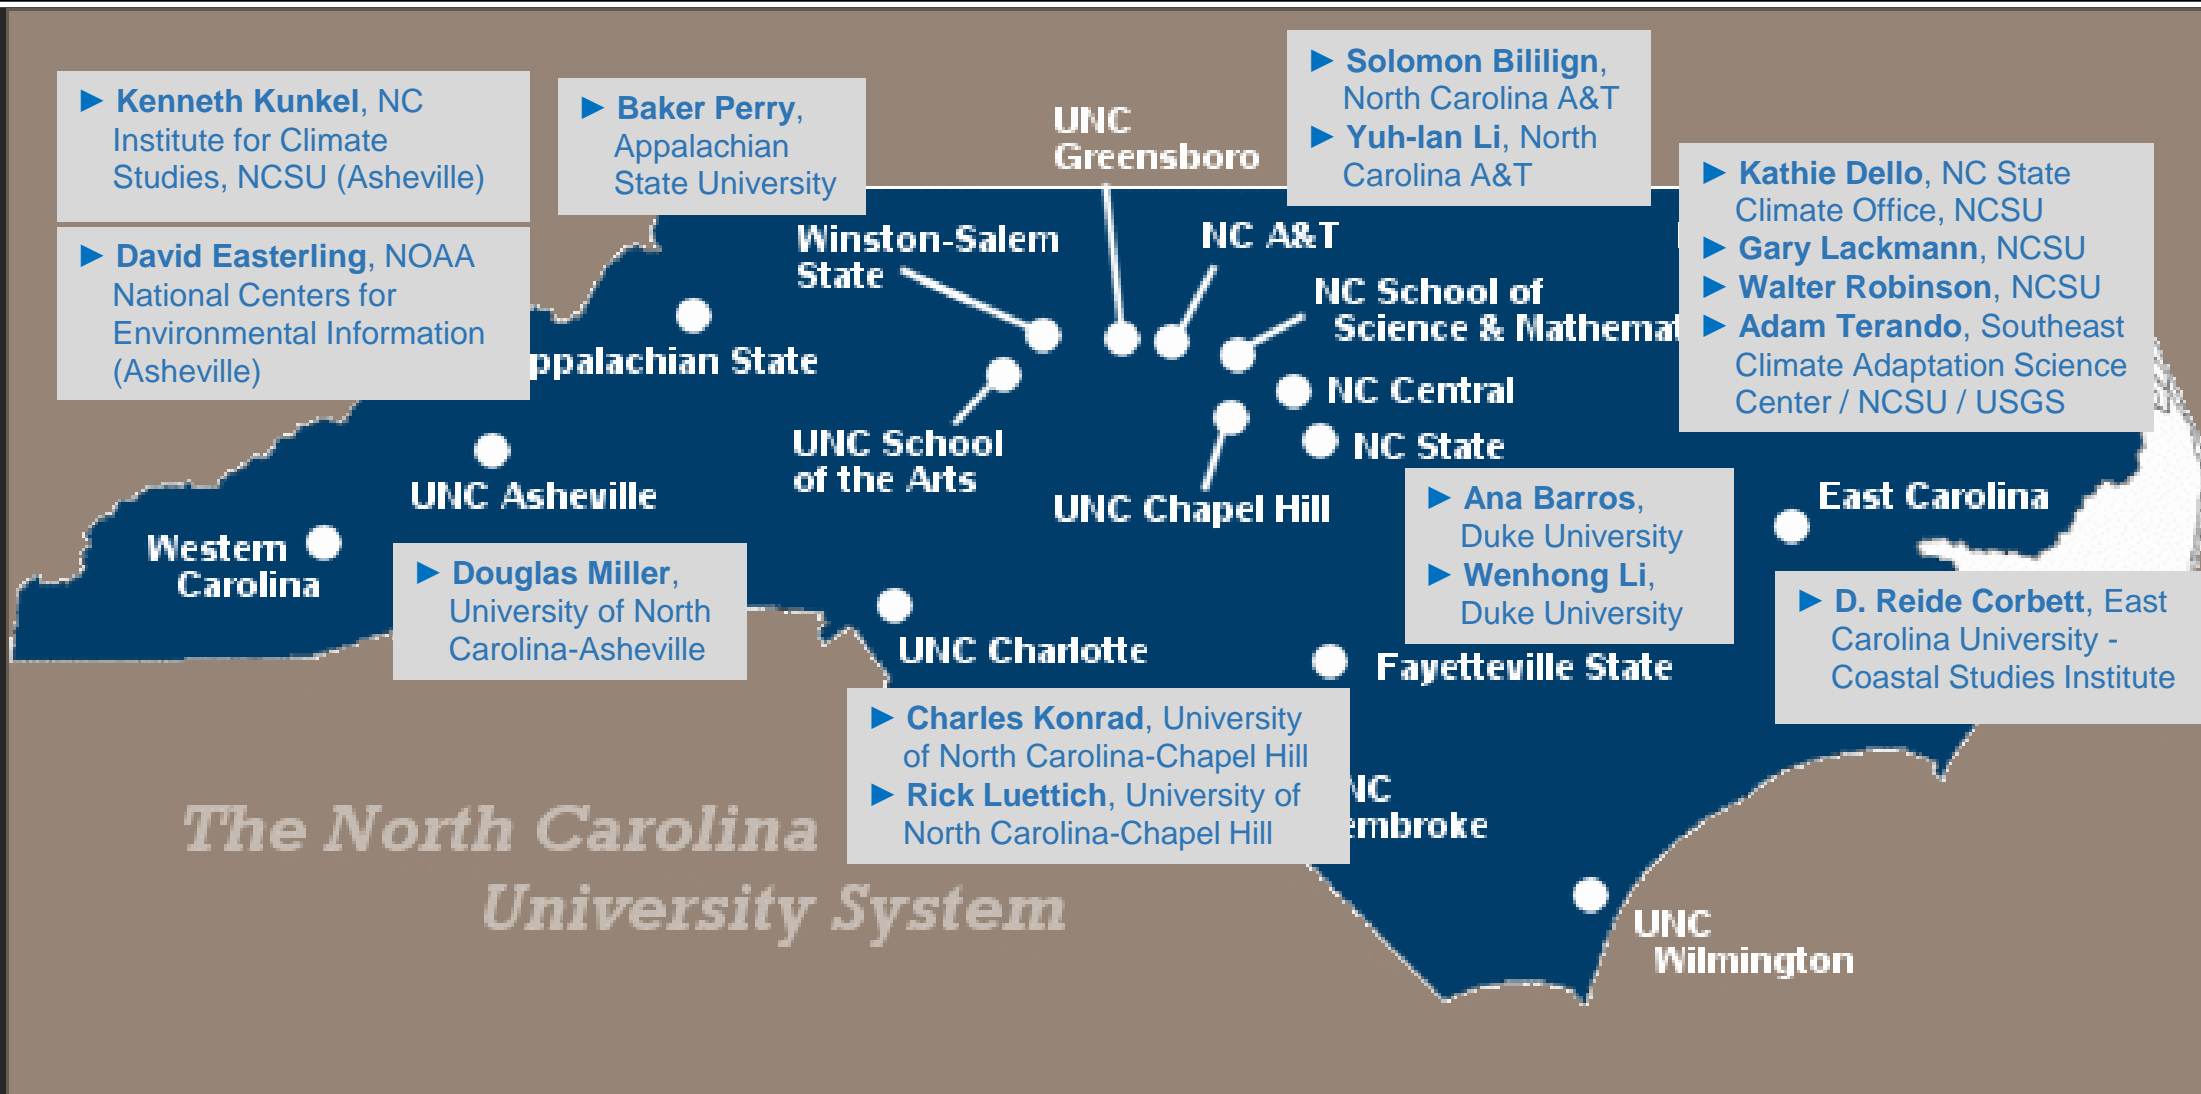 ► Kenneth Kunkel, NC
Institute for Climate
Studies, NCSU (Asheville)
► David Easterling, NOAA
National Centers for
Environmental Information
(Asheville)
► Baker Perry,
Appalachian
State University
► Solomon Bililign,
North Carolina A&T
► Yuh-lan Li, North
Carolina A&T
► Kathie Dello, NC State
Climate Office, NCSU
► Gary Lackmann, NCSU
► Walter Robinson, NCSU
► Adam Terando, Southeast
Climate Adaptation Science
Center / NCSU / USGS
UNC
Greensboro
Winston-Salem
State
NC A&T
NC School of
Science & Mathemat
ppalachian State
NC Central
UNC School
of the Arts
NC State
UNC Asheville
UNC Chapel Hill
East Carolina
Western
Carolina
► Douglas Miller,
University of North
Carolina-Asheville
► Ana Barros,
Duke University
► Wenhong Li,
Duke University
► D. Reide Corbett, East
Carolina University -
Coastal Studies Institute
UNC Charlotte
Fayetteville State
► Charles Konrad, University
of North Carolina-Chapel Hill
► Rick Luettich, University of
North Carolina-Chapel Hill
NC
embroke
The North Carolina
University System
UNC
Wilmington